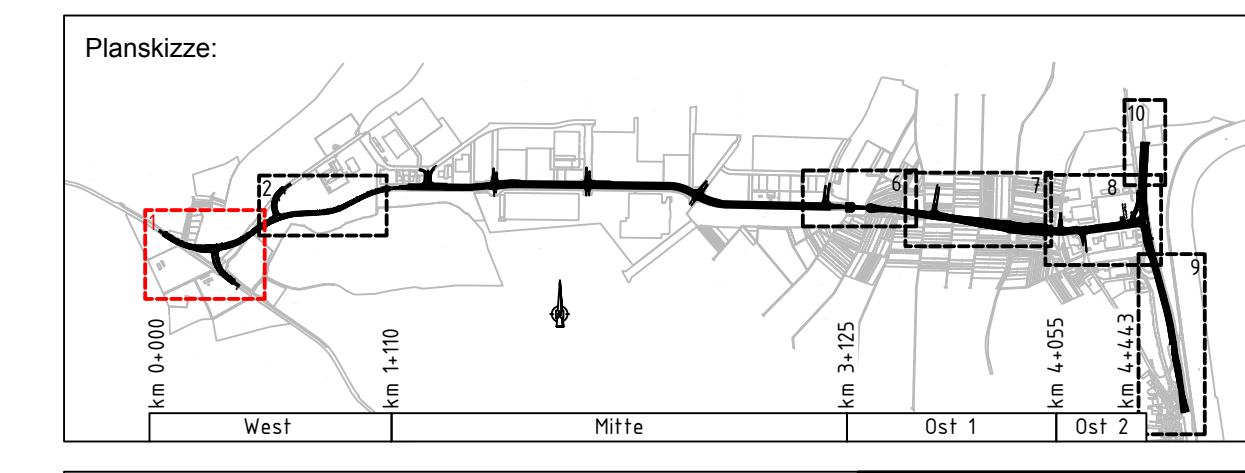 Planskizze:
10
2
6
7
8
9
km 0+000
km 1+110
km 3+125
km 4+055
km 4+443
West
Mitte
Ost 1
Ost 2